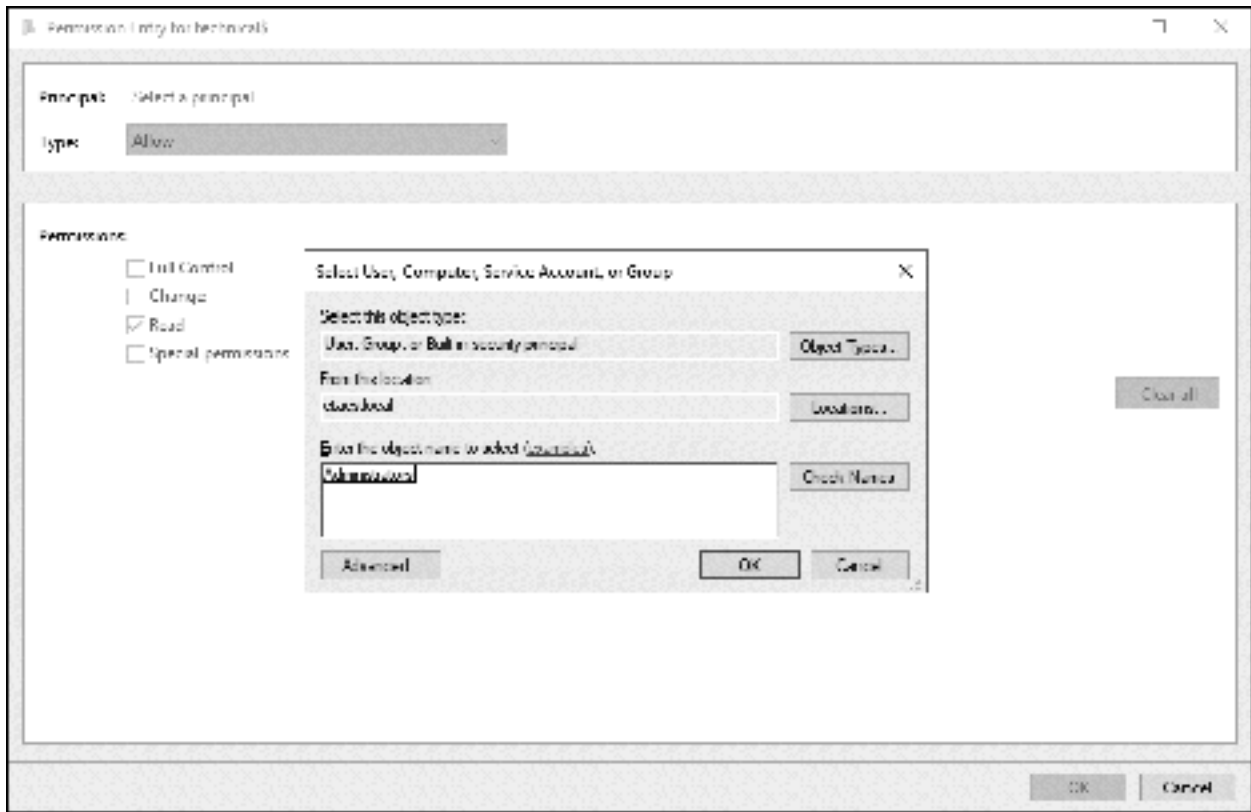 Permission Entry for technical$
Principal: Select a principal
Type: Allow
Permissions:
Full Control
Change
Read
Special permissions
Clear all
Select User, Computer, Service Account, or Group
Select this object type:
User, Group, or Built-in security principal
Object Types...
From this location:
Locations...
Enter the object name to select (examples):
Administrators
Check Names
Advanced...
OK Cancel
OK Cancel